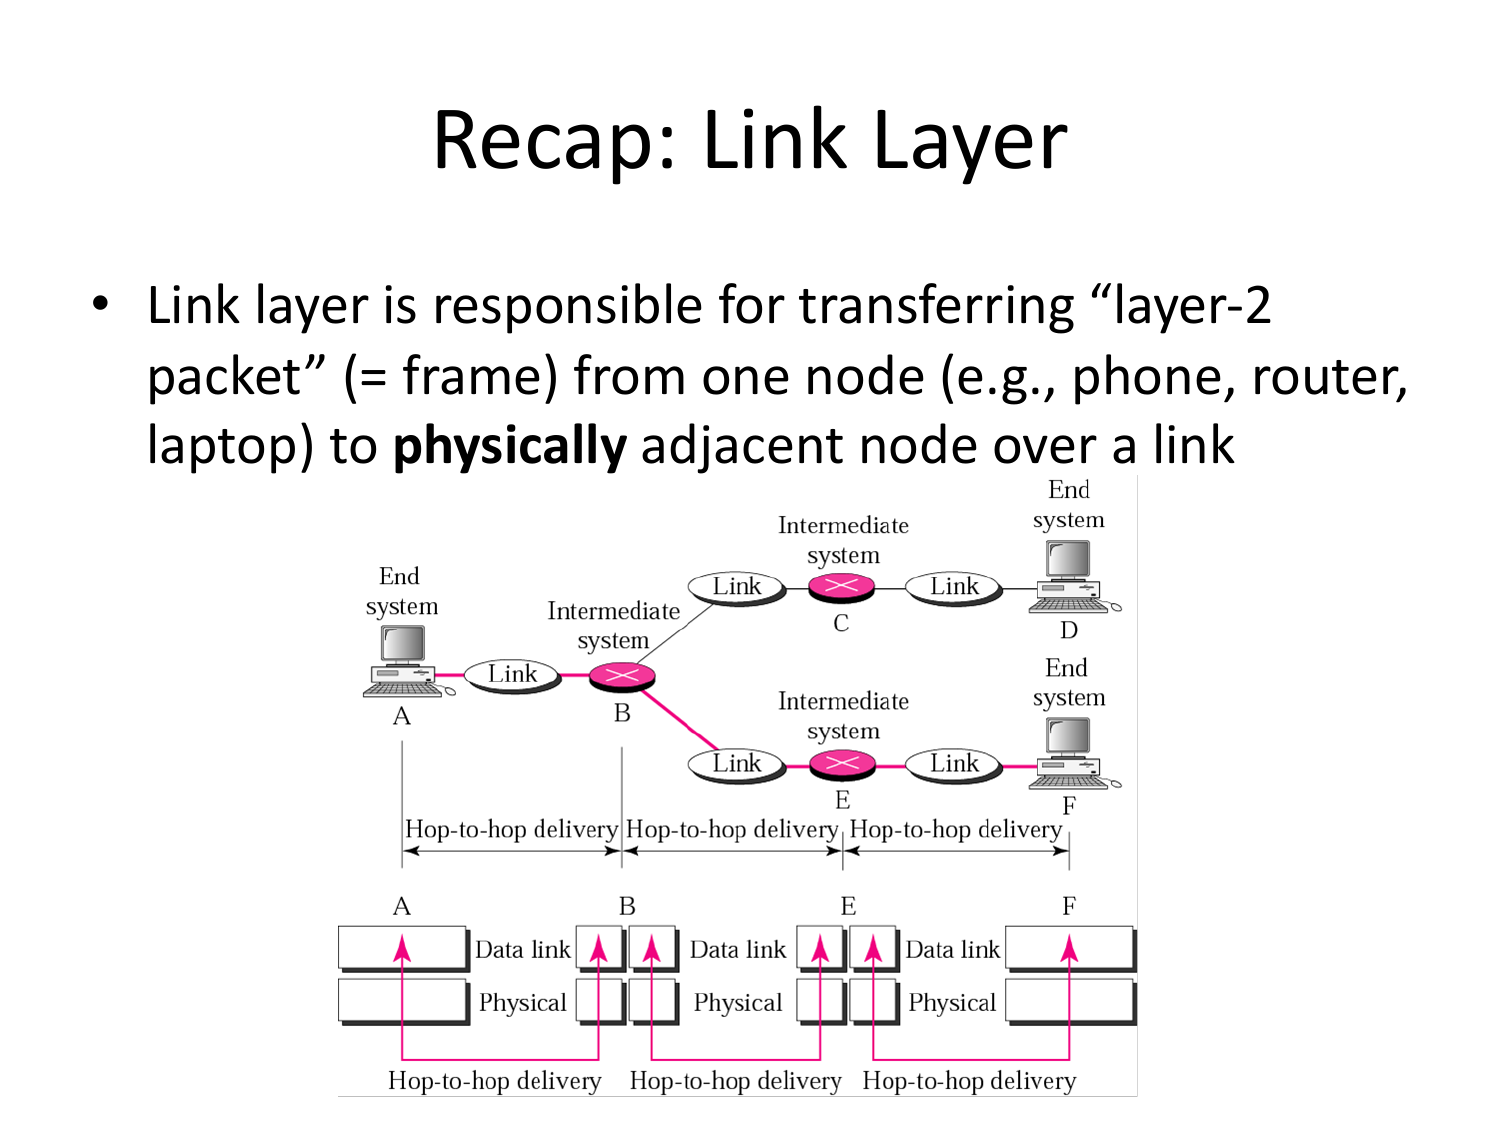 Recap: Link Layer
• Link layer is responsible for transferring “layer-2
packet” (= frame) from one node (e.g., phone, router,
laptop) to physically adjacent node over a link
End
system
Intermediate
system
Link
Link
C
D
End
system
Intermediate
system
Link
A
B
End
system
Intermediate
system
Link
Link
E
F
Hop-to-hop delivery
Hop-to-hop delivery
Hop-to-hop delivery
A
B
E
F
Data link
Data link
Data link
Physical
Physical
Physical
Hop-to-hop delivery
Hop-to-hop delivery
Hop-to-hop delivery